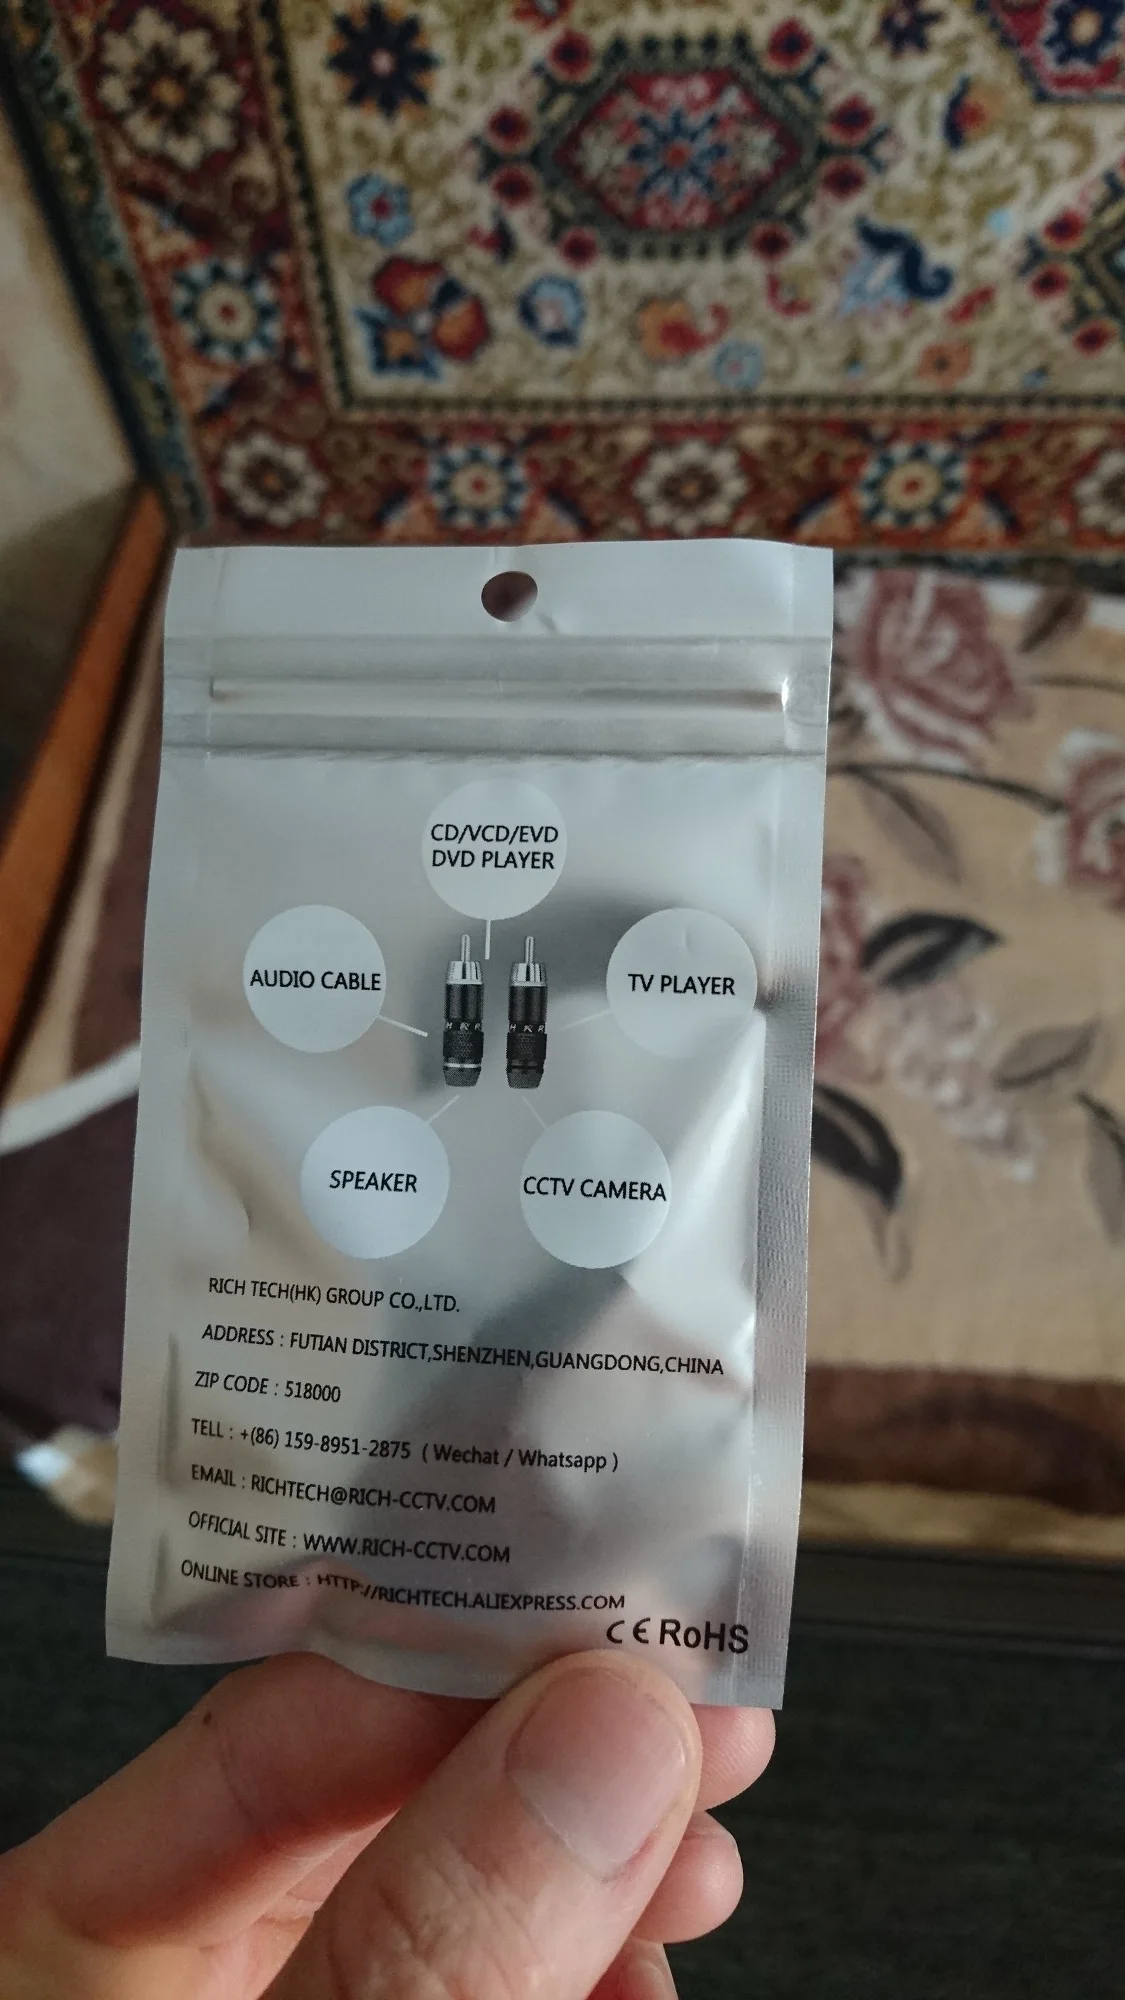 CD/VCD/EVD
DVD PLAYER
AUDIO CABLE
TV PLAYER
H R
H R
SPEAKER
CCTV CAMERA
RICH TECH(HK) GROUP CO.,LTD.
ADDRESS : FUTIAN DISTRICT,SHENZHEN,GUANGDONG,CHINA
ZIP CODE : 518000
TELL : +(86) 159-8951-2875 ( Wechat / Whatsapp )
EMAIL : RICHTECH@RICH-CCTV.COM
OFFICIAL SITE : WWW.RICH-CCTV.COM
ONLINE STORE : HTTP://RICHTECH.ALIEXPRESS.COM
CE RoHS